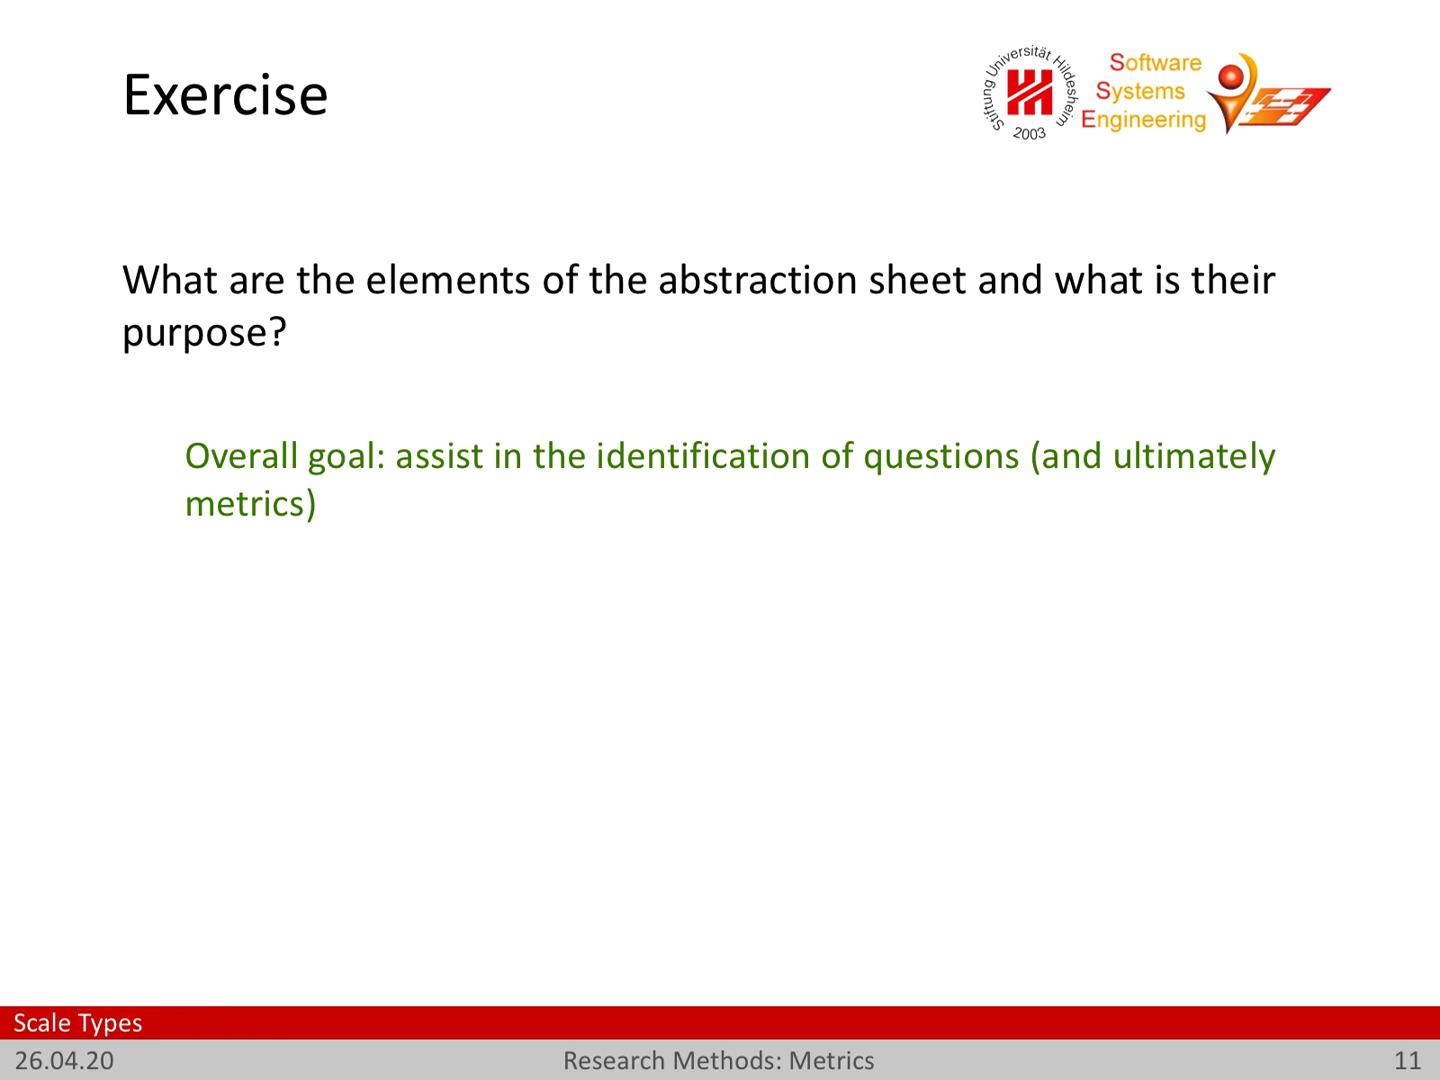 Exercise
Stiftung Universität Hildesheim
2003
Software
Systems
Engineering
What are the elements of the abstraction sheet and what is their
purpose?
Overall goal: assist in the identification of questions (and ultimately
metrics)
Scale Types
26.04.20
Research Methods: Metrics
11